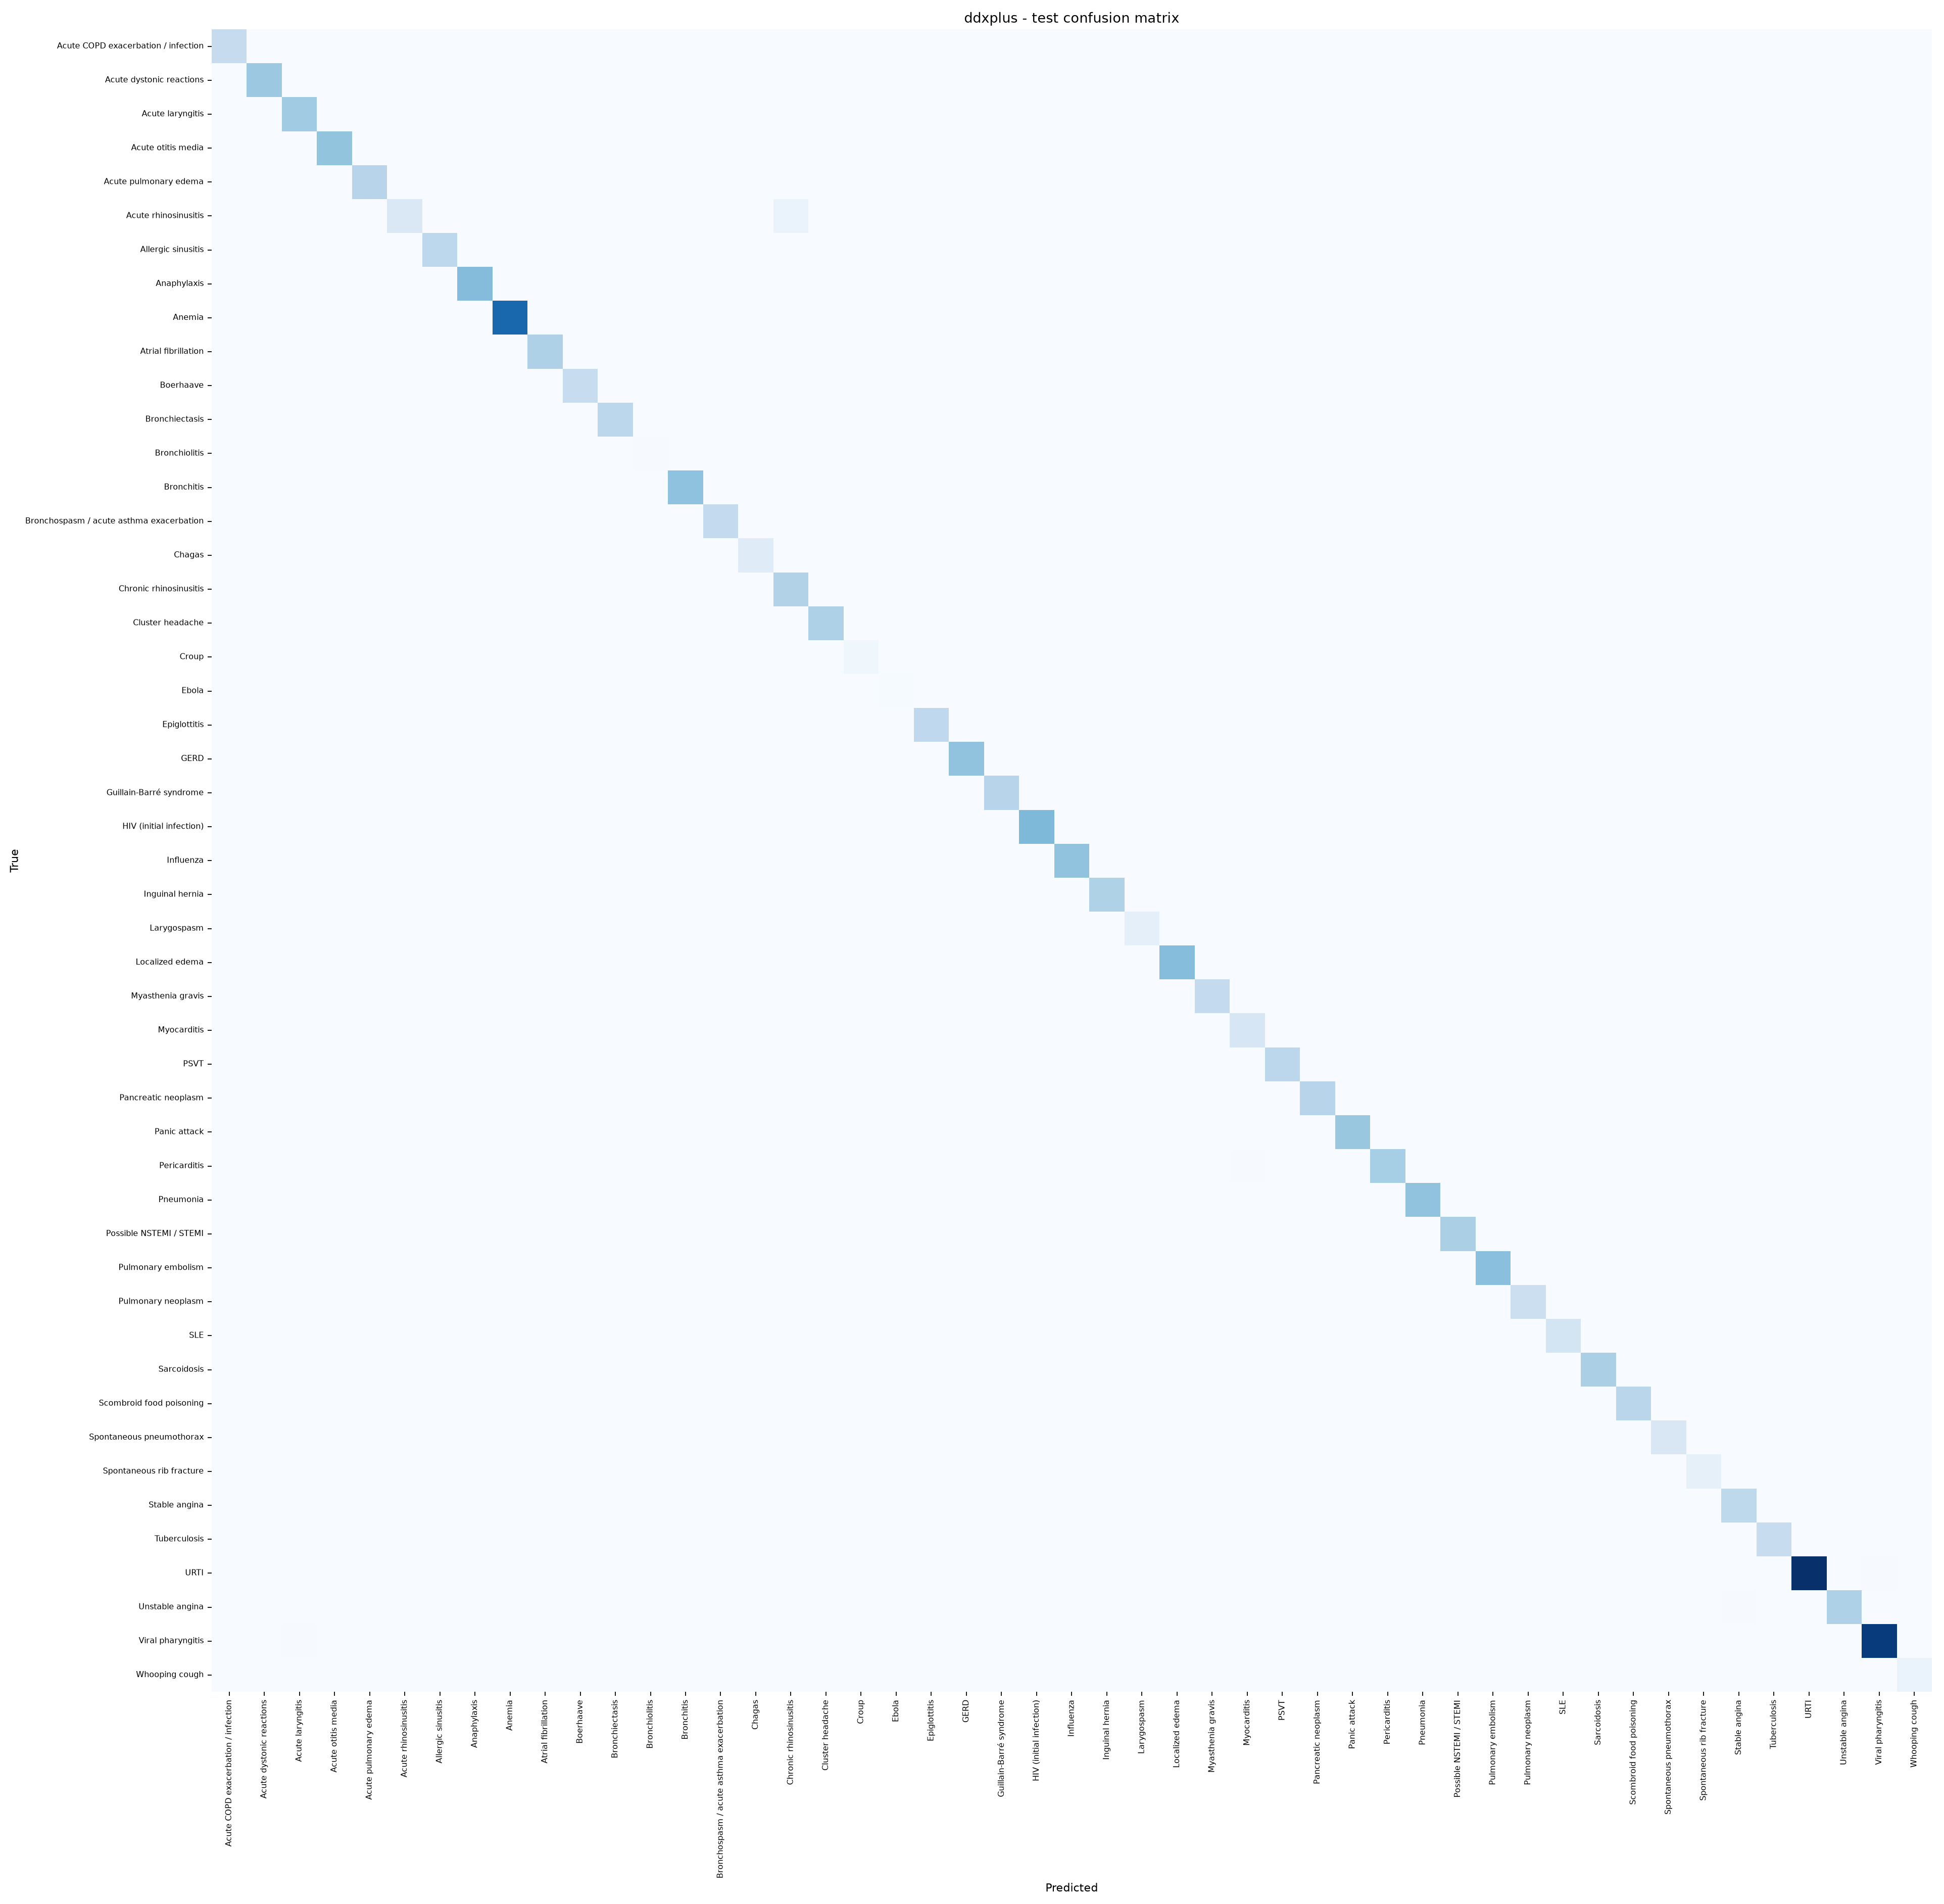 ddxplus - test confusion matrix
True
Acute COPD exacerbation / infection
Acute dystonic reactions
Acute laryngitis
Acute otitis media
Acute pulmonary edema
Acute rhinosinusitis
Allergic sinusitis
Anaphylaxis
Anemia
Atrial fibrillation
Boerhaave
Bronchiectasis
Bronchiolitis
Bronchitis
Bronchospasm / acute asthma exacerbation
Chagas
Chronic rhinosinusitis
Cluster headache
Croup
Ebola
Epiglottitis
GERD
Guillain-Barré syndrome
HIV (initial infection)
Influenza
Inguinal hernia
Larygospasm
Localized edema
Myasthenia gravis
Myocarditis
PSVT
Pancreatic neoplasm
Panic attack
Pericarditis
Pneumonia
Possible NSTEMI / STEMI
Pulmonary embolism
Pulmonary neoplasm
SLE
Sarcoidosis
Scombroid food poisoning
Spontaneous pneumothorax
Spontaneous rib fracture
Stable angina
Tuberculosis
URTI
Unstable angina
Viral pharyngitis
Whooping cough
Acute COPD exacerbation / infection
Acute dystonic reactions
Acute laryngitis
Acute otitis media
Acute pulmonary edema
Acute rhinosinusitis
Allergic sinusitis
Anaphylaxis
Anemia
Atrial fibrillation
Boerhaave
Bronchiectasis
Bronchiolitis
Bronchitis
Bronchospasm / acute asthma exacerbation
Chagas
Chronic rhinosinusitis
Cluster headache
Croup
Ebola
Epiglottitis
GERD
Guillain-Barré syndrome
HIV (initial infection)
Influenza
Inguinal hernia
Larygospasm
Localized edema
Myasthenia gravis
Myocarditis
PSVT
Pancreatic neoplasm
Panic attack
Pericarditis
Pneumonia
Possible NSTEMI / STEMI
Pulmonary embolism
Pulmonary neoplasm
SLE
Sarcoidosis
Scombroid food poisoning
Spontaneous pneumothorax
Spontaneous rib fracture
Stable angina
Tuberculosis
URTI
Unstable angina
Viral pharyngitis
Whooping cough
Predicted